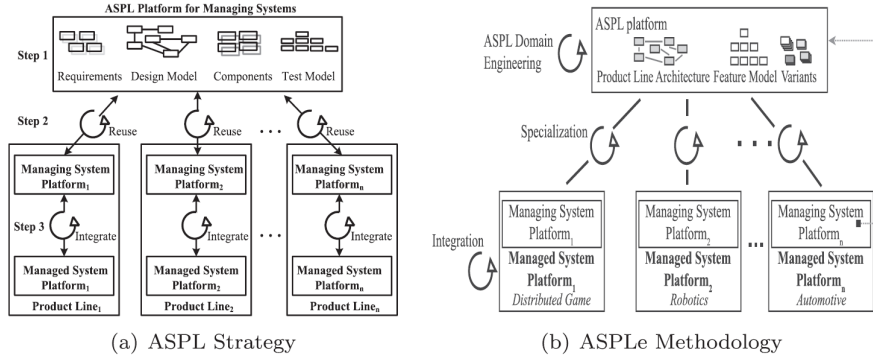 ASPL Platform for Managing Systems
Step 1
Requirements Design Model Components Test Model
Step 2
Reuse Reuse . . . Reuse
Managing System Platform1
Managing System Platform2
Managing System Platformn
Step 3
Integrate Integrate . . . Integrate
Managed System Platform1
Managed System Platform2
Managed System Platformn
Product Line1 Product Line2 Product Linen
(a) ASPL Strategy
ASPL Domain
Engineering
ASPL platform
Product Line Architecture Feature Model Variants
Specialization
Managing System Platform1
Managing System Platform2
Managing System Platformn
Integration
Managed System Platform1
Distributed Game
Managed System Platform2
Robotics
...
Managed System Platformn
Automotive
(b) ASPLe Methodology